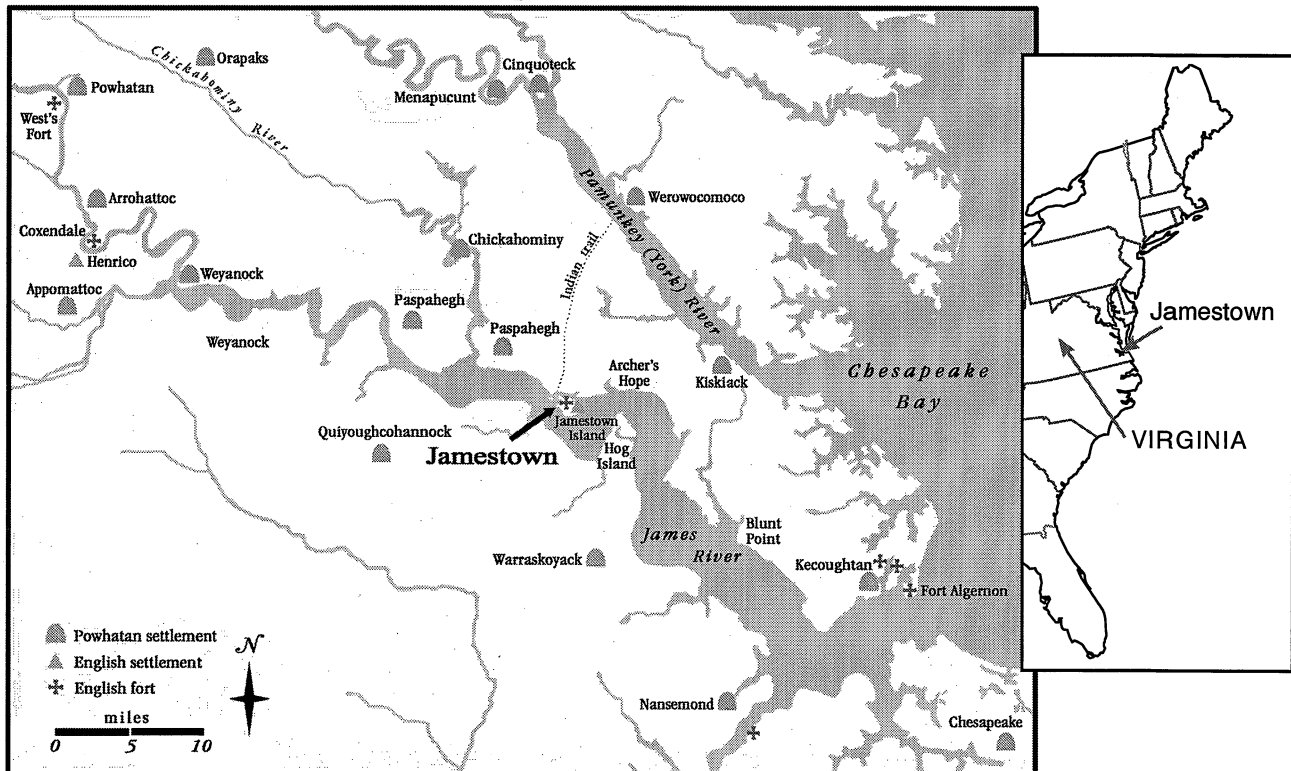 Orapaks
Chickahominy
River
Cinquoteck
Menapucunt
Powhatan
West's
Fort
Arrohattoc
Coxendale
Henrico
Appomattoc
Weyanock
Weyanock
Chickahominy
Paspahegh
Paspahegh
Werowocomoco
Pamunkey (York) River
Indian trail
Archer's
Hope
Kiskiack
Chesapeake
Bay
Quiyoughcohannock
Jamestown
Island
Jamestown
Hog
Island
James
River
Blunt
Point
Warraskoyack
Kecoughtan
Fort Algernon
Nansemond
Chesapeake
Powhatan settlement
English settlement
English fort
N
miles
0 5 10
Jamestown
VIRGINIA